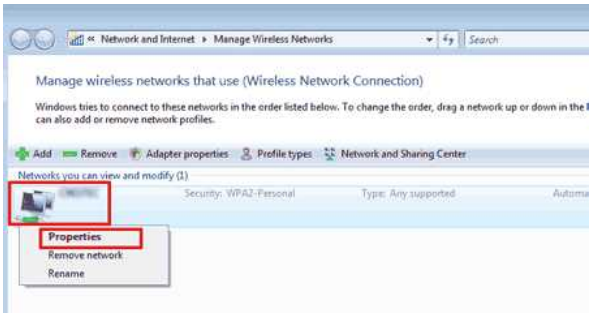 « Network and Internet ▸ Manage Wireless Networks
Search
Manage wireless networks that use (Wireless Network Connection)
Windows tries to connect to these networks in the order listed below. To change the order, drag a network up or down in the
can also add or remove network profiles.
Add Remove Adapter properties Profile types Network and Sharing Center
Networks you can view and modify (1)
Security: WPA2-Personal Type: Any supported
Properties
Remove network
Rename